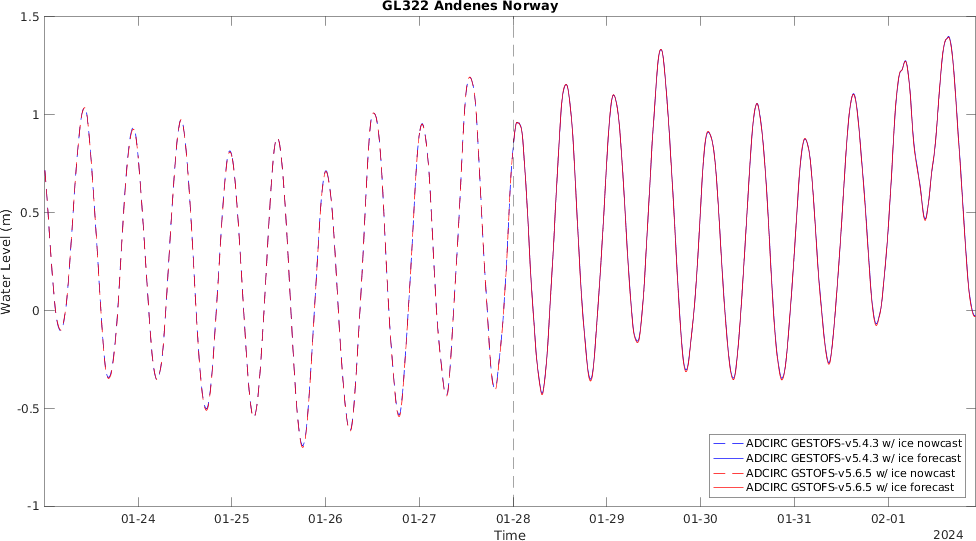 GL322 Andenes Norway
1.5
1
0.5
0
-0.5
-1
Water Level (m)
01-24 01-25 01-26 01-27 01-28 01-29 01-30 01-31 02-01
Time
2024
ADCIRC GESTOFS-v5.4.3 w/ ice nowcast
ADCIRC GESTOFS-v5.4.3 w/ ice forecast
ADCIRC GSTOFS-v5.6.5 w/ ice nowcast
ADCIRC GSTOFS-v5.6.5 w/ ice forecast